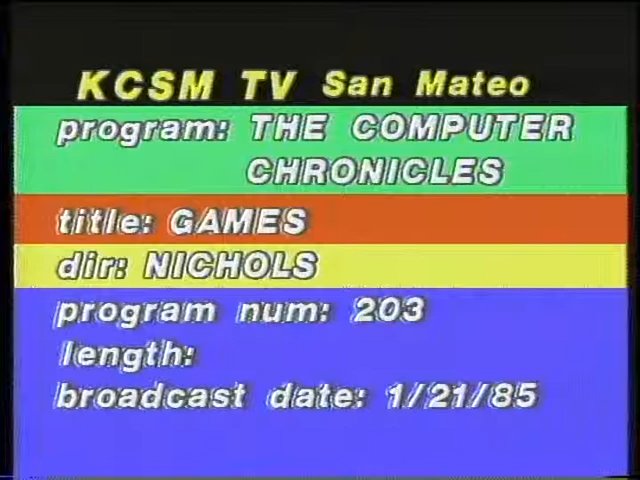 KCSM TV San Mateo
program: THE COMPUTER
CHRONICLES
title: GAMES
dir: NICHOLS
program num: 203
length:
broadcast date: 1/21/85